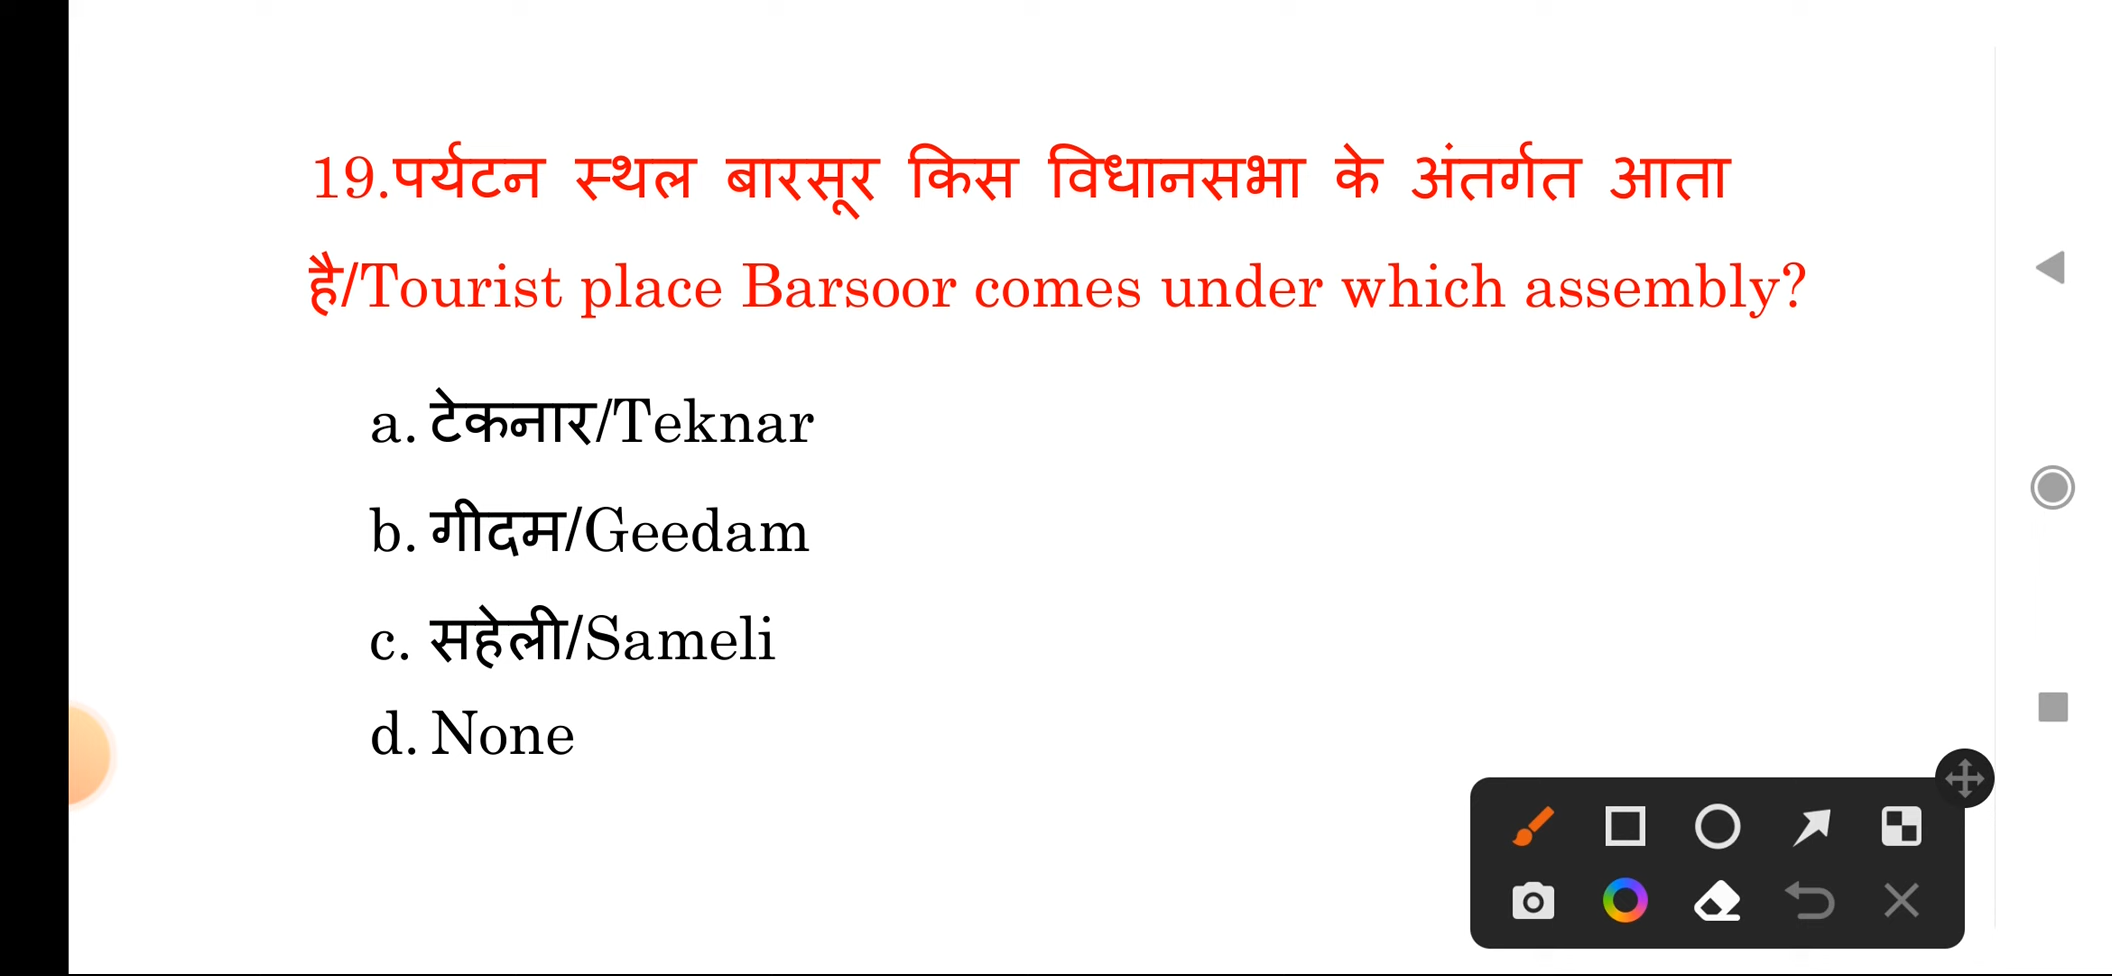 19.पर्यटन स्थल बारसूर किस विधानसभा के अंतर्गत आता
है/Tourist place Barsoor comes under which assembly?
a. टेकनार/Teknar
b. गीदम/Geedam
c. सहेली/Sameli
d. None